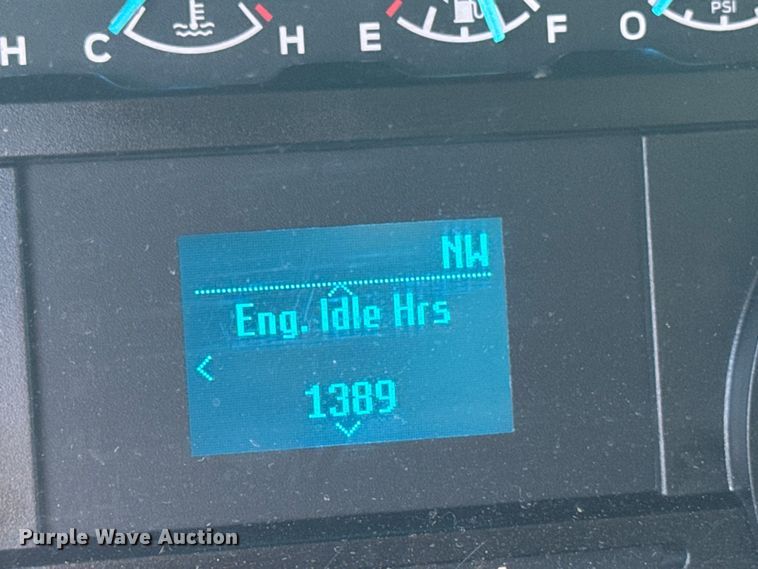 H C H E F O PSI
NW
Eng. Idle Hrs
1389
Purple Wave Auction